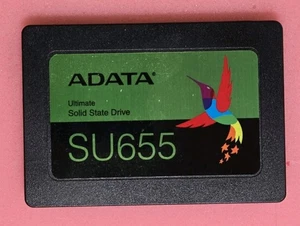 ADATA
Ultimate
Solid State Drive
SU655